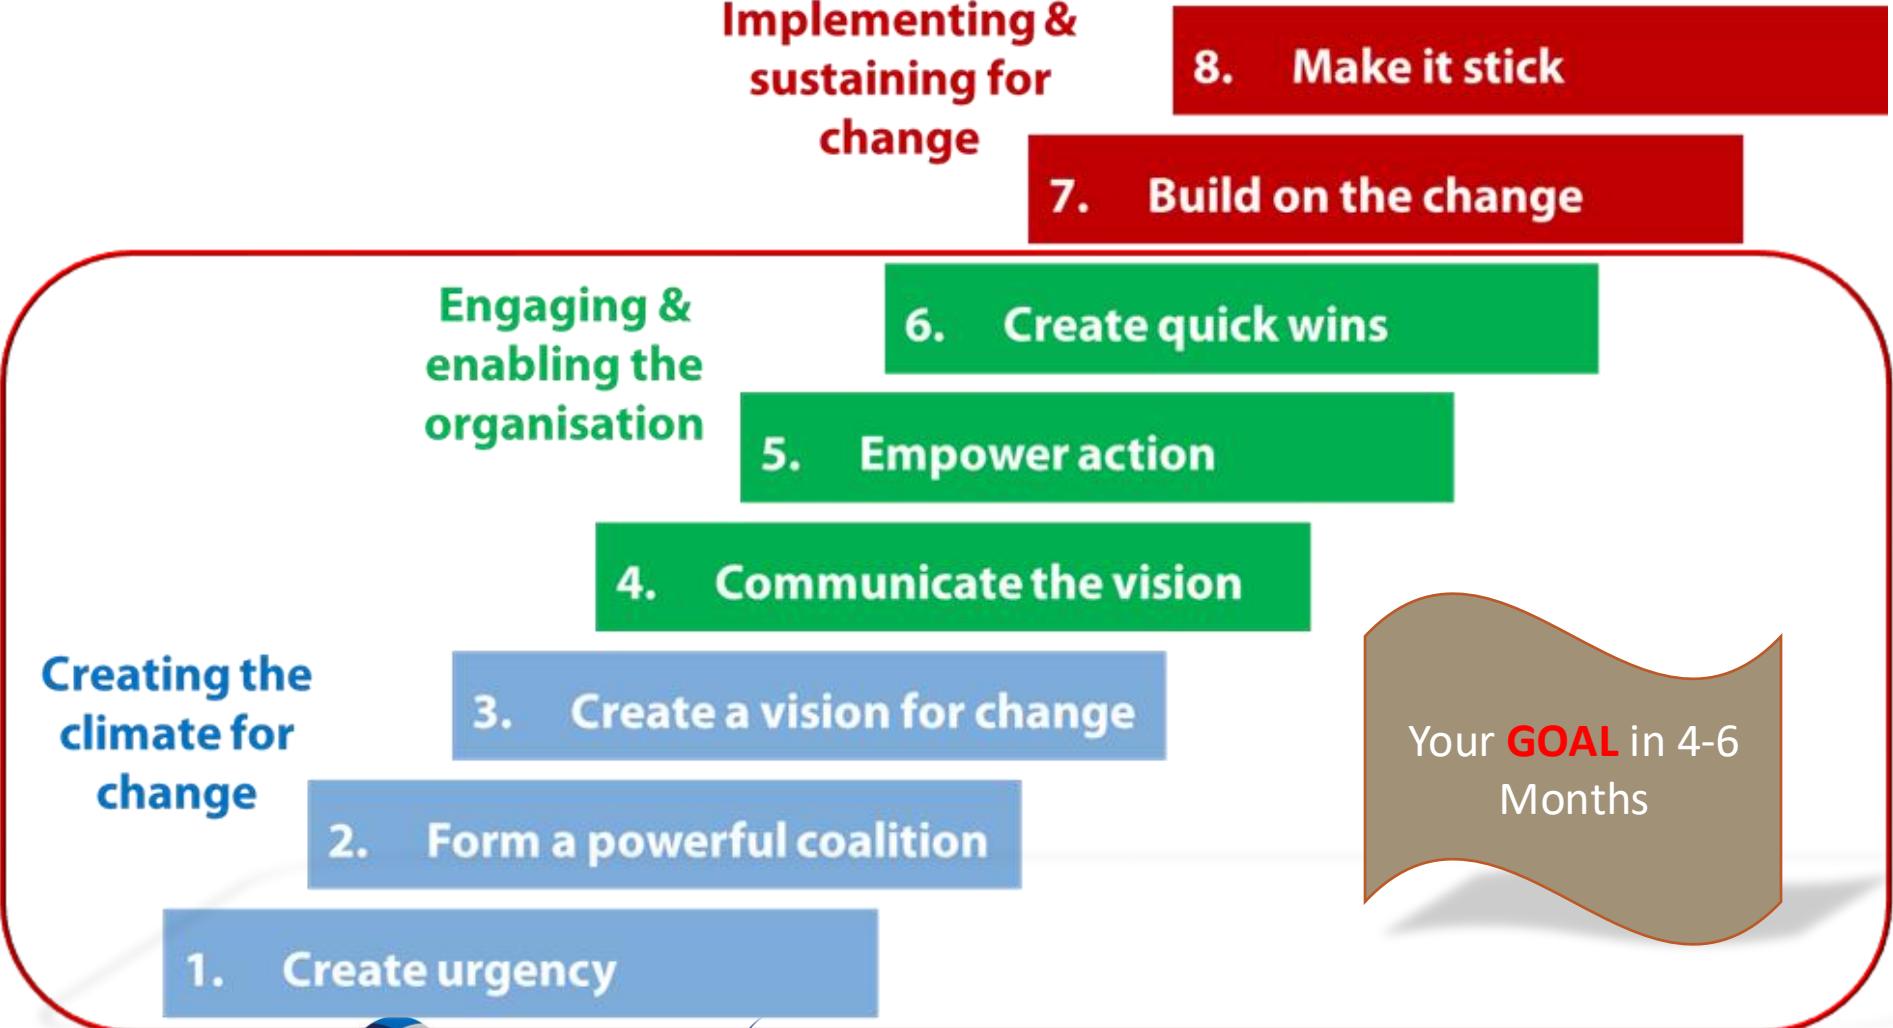 Implementing &
sustaining for
change
8. Make it stick
7. Build on the change
Engaging &
enabling the
organisation
6. Create quick wins
5. Empower action
4. Communicate the vision
Creating the
climate for
change
3. Create a vision for change
2. Form a powerful coalition
1. Create urgency
Your GOAL in 4-6
Months